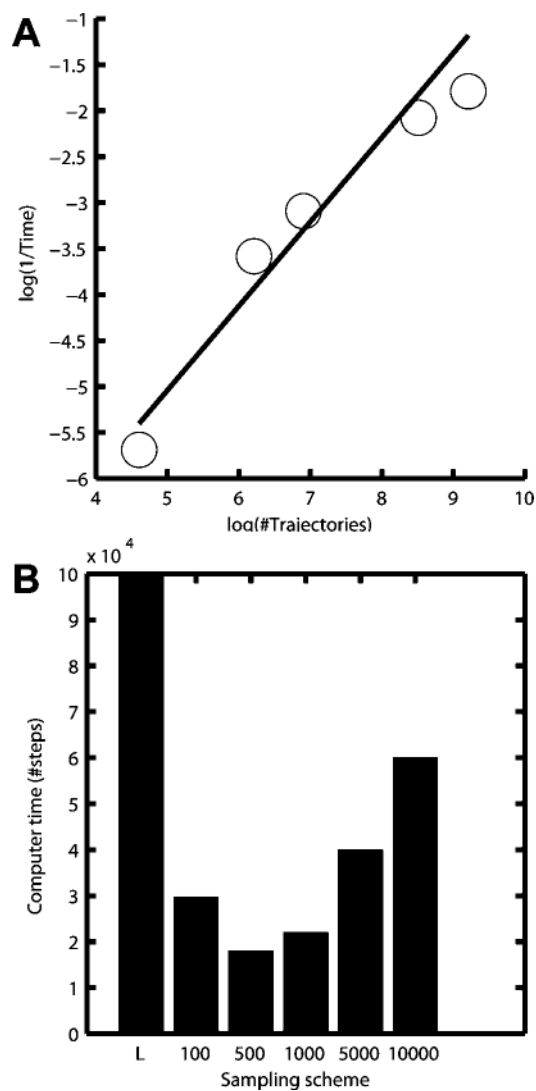 A
−1
−1.5
−2
−2.5
−3
−3.5
−4
−4.5
−5
−5.5
−6
log(1/Time)
4 5 6 7 8 9 10
log(#Trajectories)
B
x 10 4
10
9
8
7
6
5
4
3
2
1
0
Computer time (#steps)
L 100 500 1000 5000 10000
Sampling scheme